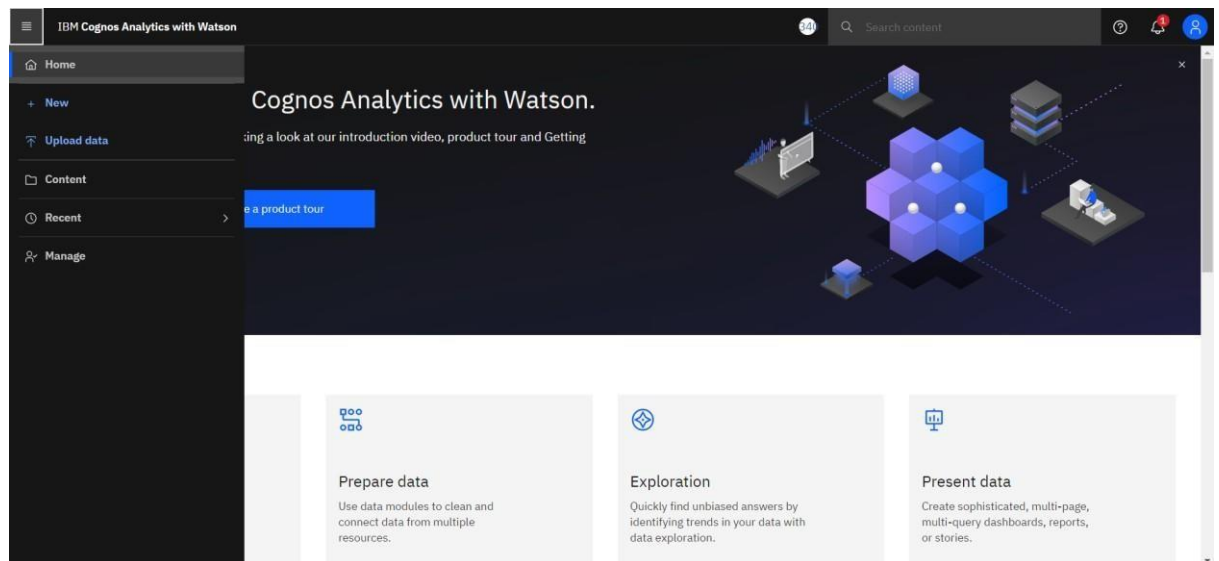 IBM Cognos Analytics with Watson
340
Search content
1
Home
New
Upload data
Content
Recent
Manage
Cognos Analytics with Watson.
king a look at our introduction video, product tour and Getting
e a product tour
Prepare data
Use data modules to clean and
connect data from multiple
resources.
Exploration
Quickly find unbiased answers by
identifying trends in your data with
data exploration.
Present data
Create sophisticated, multi-page,
multi-query dashboards, reports,
or stories.